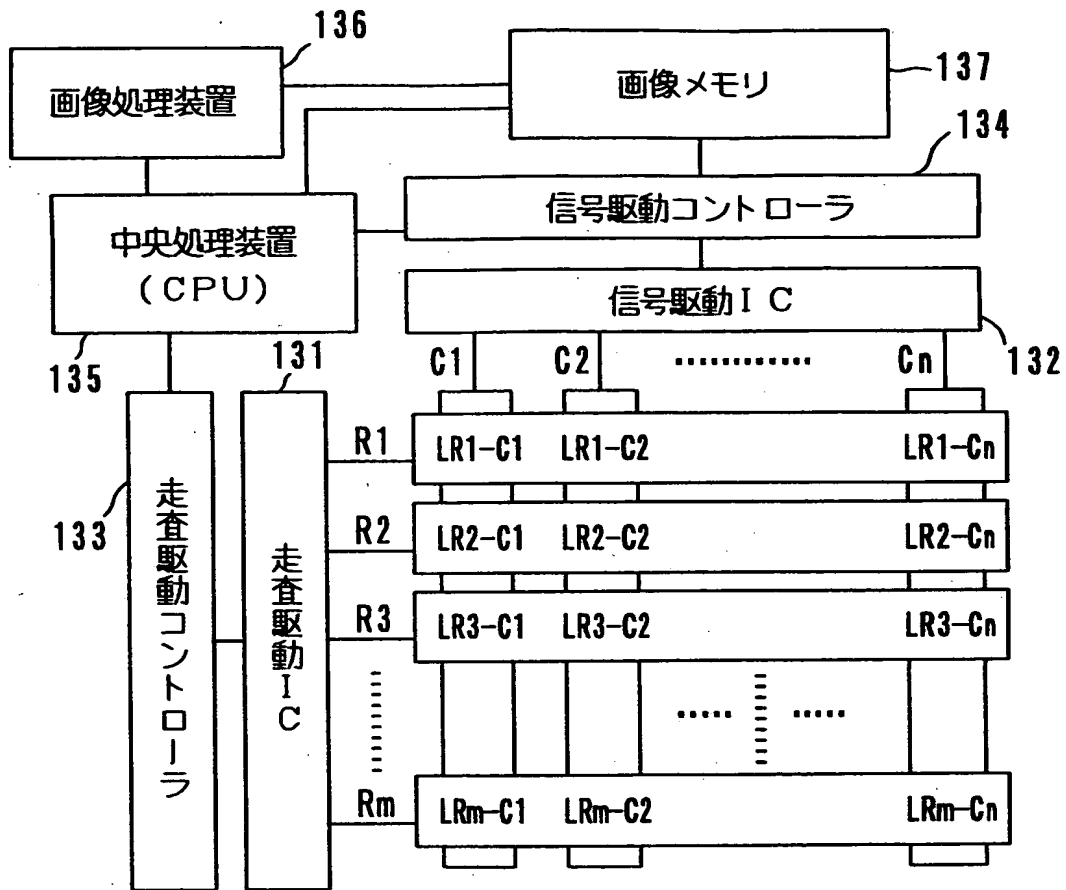 136
画像処理装置
画像メモリ
137
134
信号駆動コントローラ
中央処理装置
(CPU)
信号駆動IC
132
135
131
C1 C2 ............ Cn
133
走査駆動コントローラ
走査駆動IC
R1 LR1-C1 LR1-C2 LR1-Cn
R2 LR2-C1 LR2-C2 LR2-Cn
R3 LR3-C1 LR3-C2 LR3-Cn
Rm LRm-C1 LRm-C2 LRm-Cn